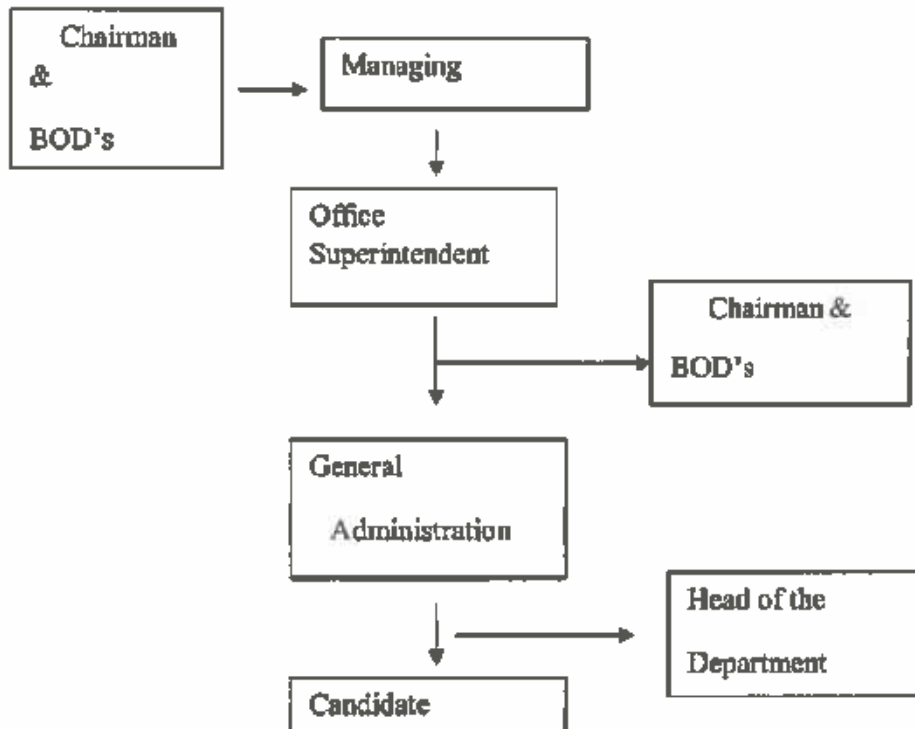 Chairman
&
BOD's
Managing
Office
Superintendent
Chairman &
BOD's
General
Administration
Head of the
Department
Candidate